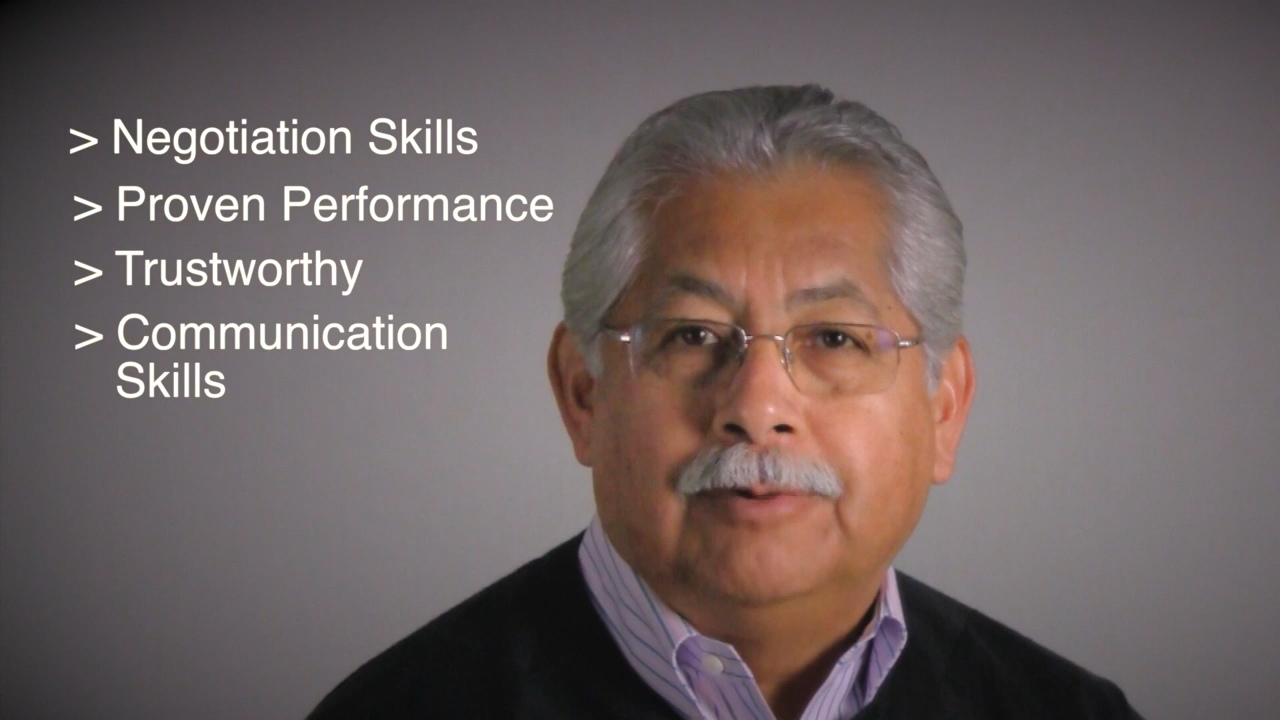 > Negotiation Skills
> Proven Performance
> Trustworthy
> Communication
Skills